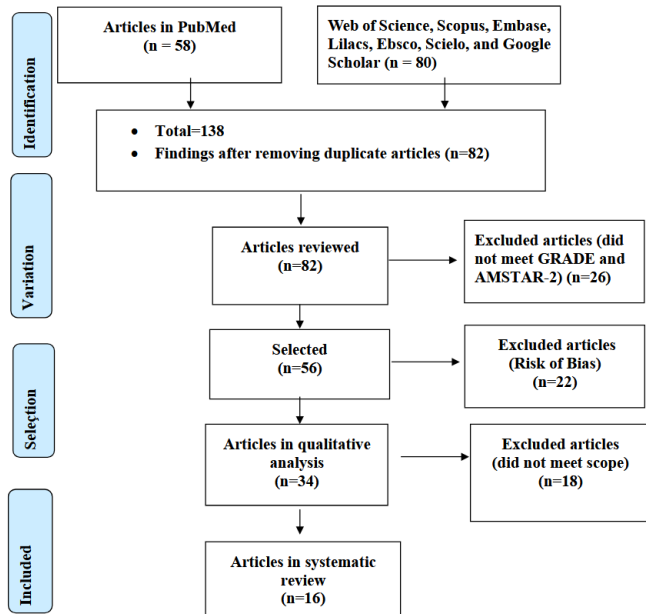 Identification
Articles in PubMed
(n = 58)
Web of Science, Scopus, Embase,
Lilacs, Ebsco, Scielo, and Google
Scholar (n = 80)
• Total=138
• Findings after removing duplicate articles (n=82)
Variation
Articles reviewed
(n=82)
Excluded articles (did
not meet GRADE and
AMSTAR-2) (n=26)
Selection
Selected
(n=56)
Excluded articles
(Risk of Bias)
(n=22)
Articles in qualitative
analysis
(n=34)
Excluded articles
(did not meet scope)
(n=18)
Included
Articles in systematic
review
(n=16)